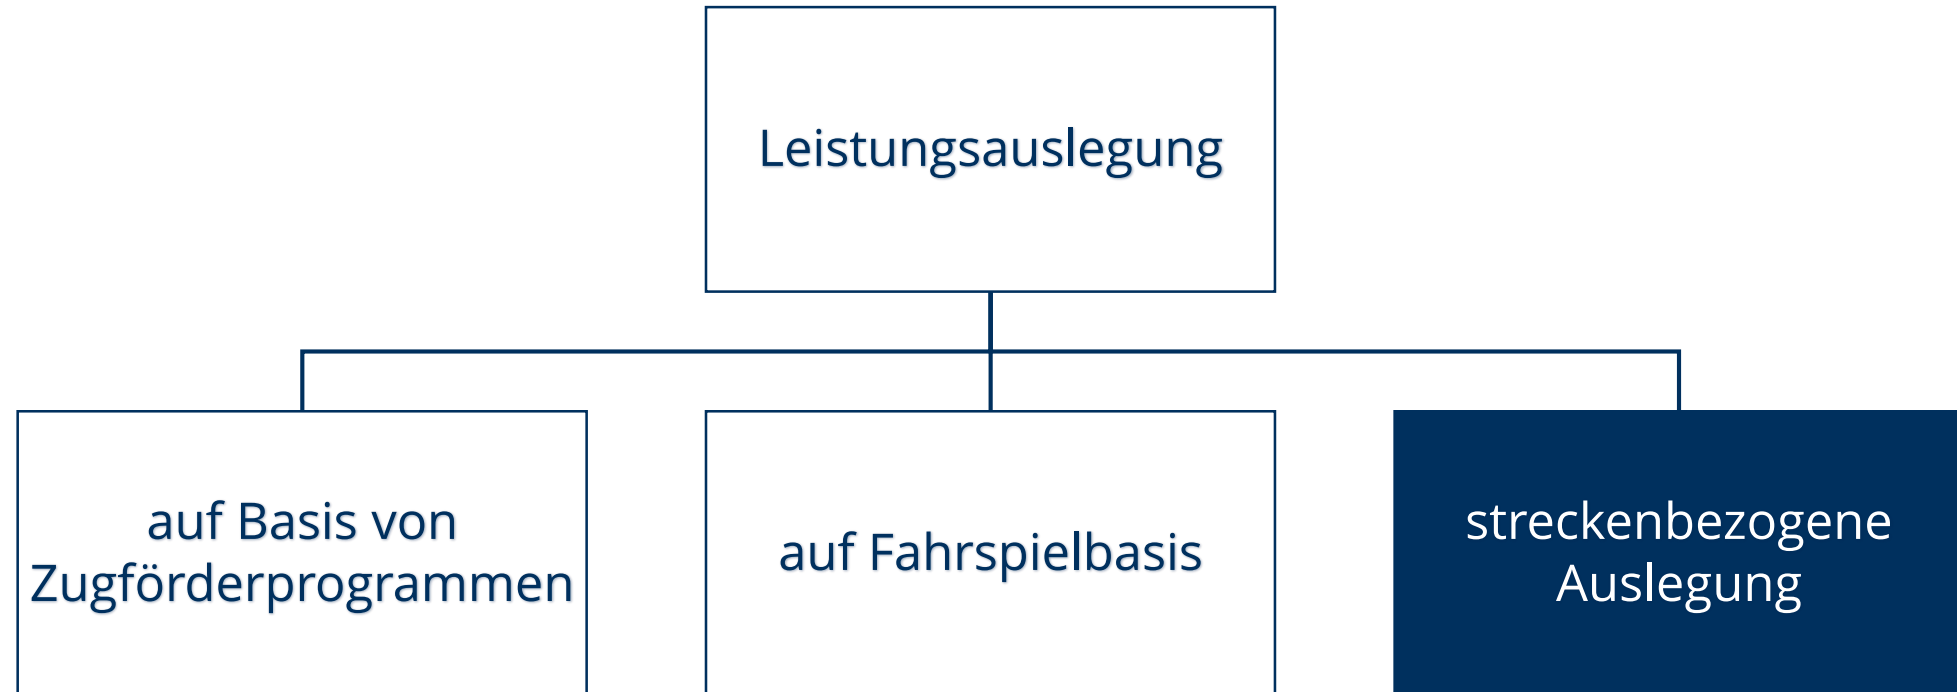 Leistungsauslegung
auf Basis von
Zugförderprogrammen
auf Fahrspielbasis
streckenbezogene
Auslegung